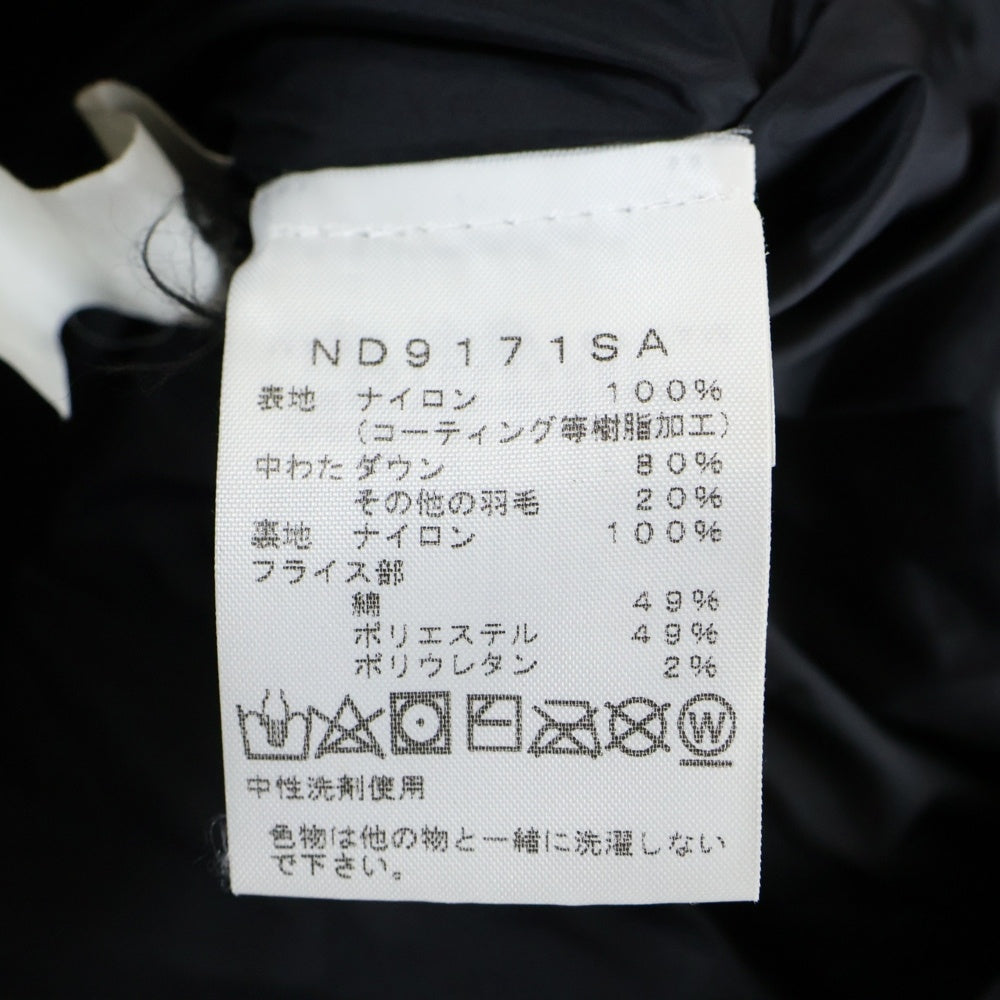 ND9171SA
表地 ナイロン 100%
(コーティング等樹脂加工)
中わた ダウン 80%
その他の羽毛 20%
裏地 ナイロン 100%
フライス部
綿 49%
ポリエステル 49%
ポリウレタン 2%
W
中性洗剤使用
色物は他の物と一緒に洗濯しない
で下さい。